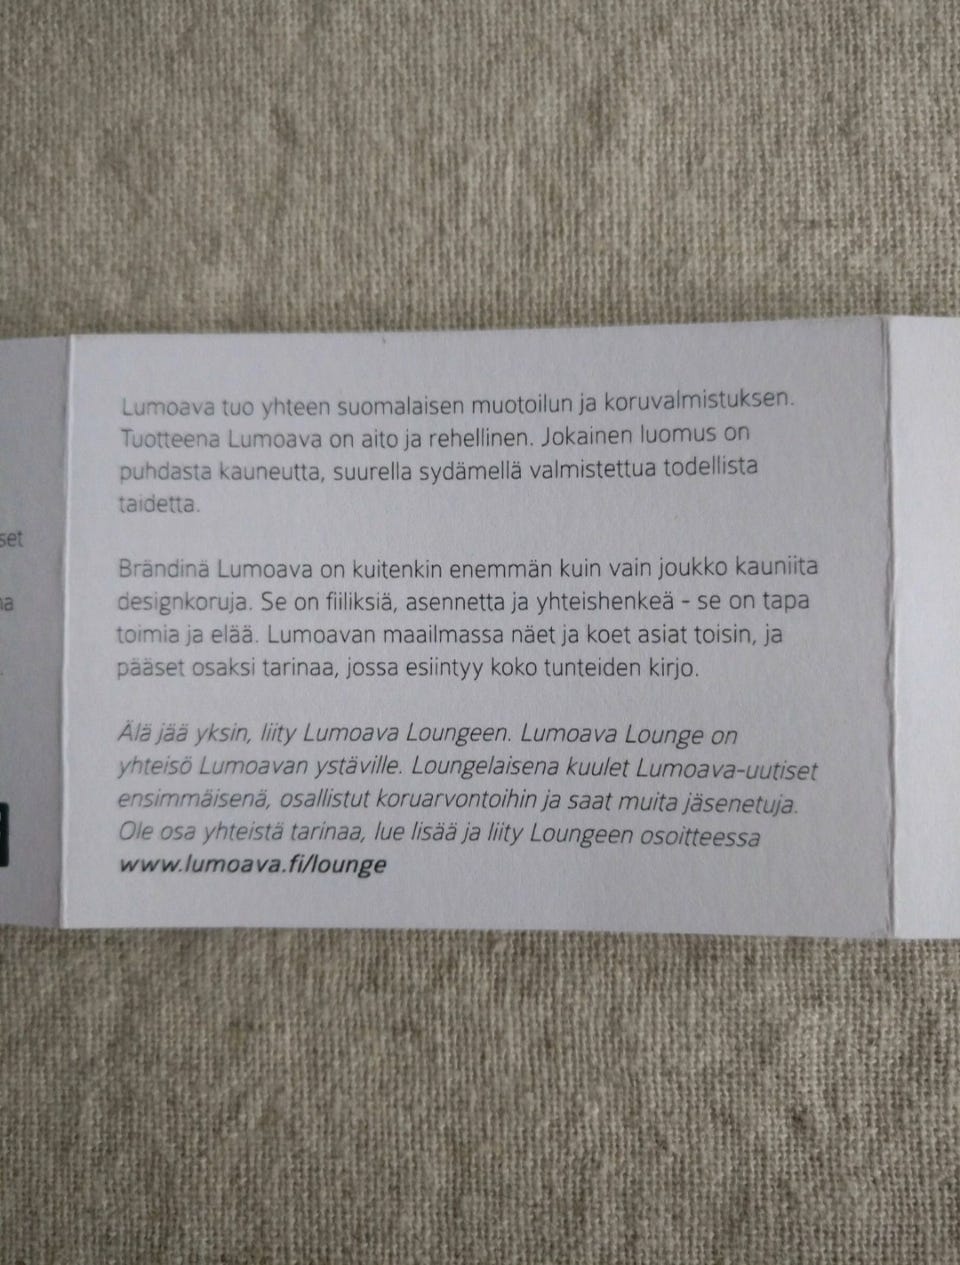 Lumoava tuo yhteen suomalaisen muotoilun ja koruvalmistuksen.
Tuotteena Lumoava on aito ja rehellinen. Jokainen luomus on
puhdasta kauneutta, suurella sydämellä valmistettua todellista
taidetta.
Brändinä Lumoava on kuitenkin enemmän kuin vain joukko kauniita
designkoruja. Se on fiiliksiä, asennetta ja yhteishenkeä - se on tapa
toimia ja elää. Lumoavan maailmassa näet ja koet asiat toisin, ja
pääset osaksi tarinaa, jossa esiintyy koko tunteiden kirjo.
Älä jää yksin, liity Lumoava Loungeen. Lumoava Lounge on
yhteisö Lumoavan ystäville. Loungelaisena kuulet Lumoava-uutiset
ensimmäisenä, osallistut koruarvontoihin ja saat muita jäsenetuja.
Ole osa yhteistä tarinaa, lue lisää ja liity Loungeen osoitteessa
www.lumoava.fi/lounge